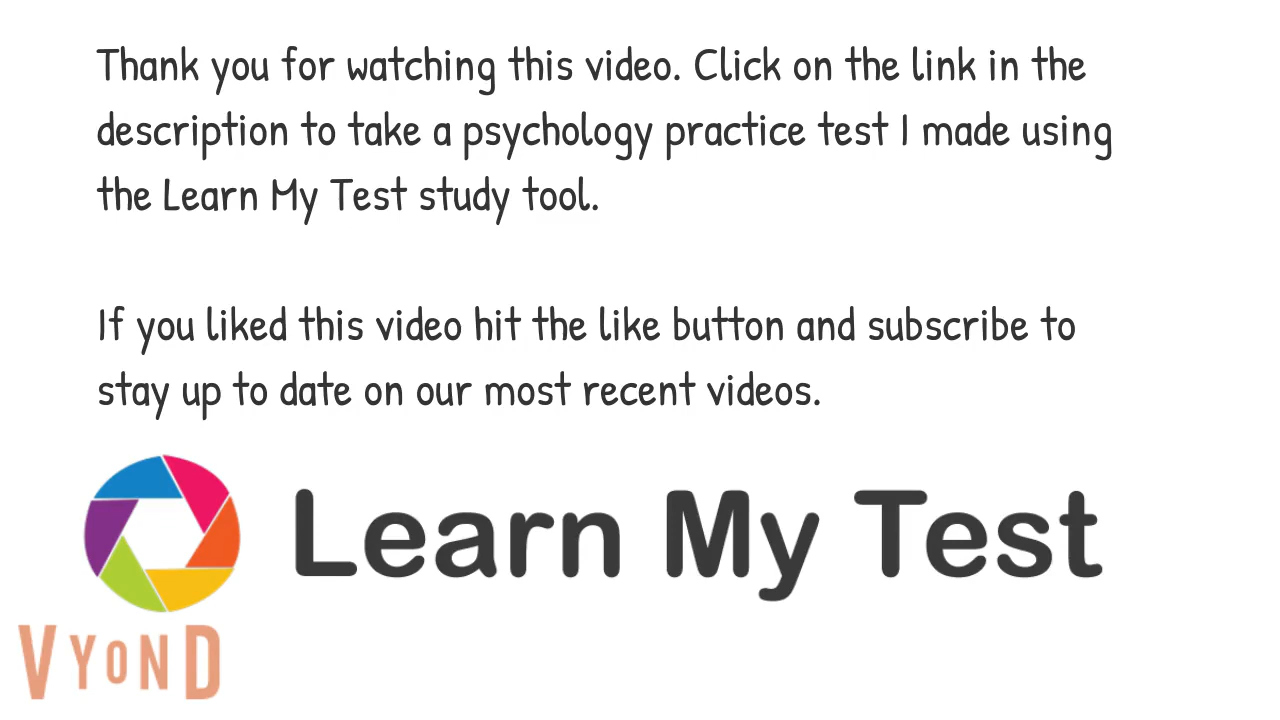 Thank you for watching this video. Click on the link in the
description to take a psychology practice test I made using
the Learn My Test study tool.
If you liked this video hit the like button and subscribe to
stay up to date on our most recent videos.
Learn My Test
VYOND